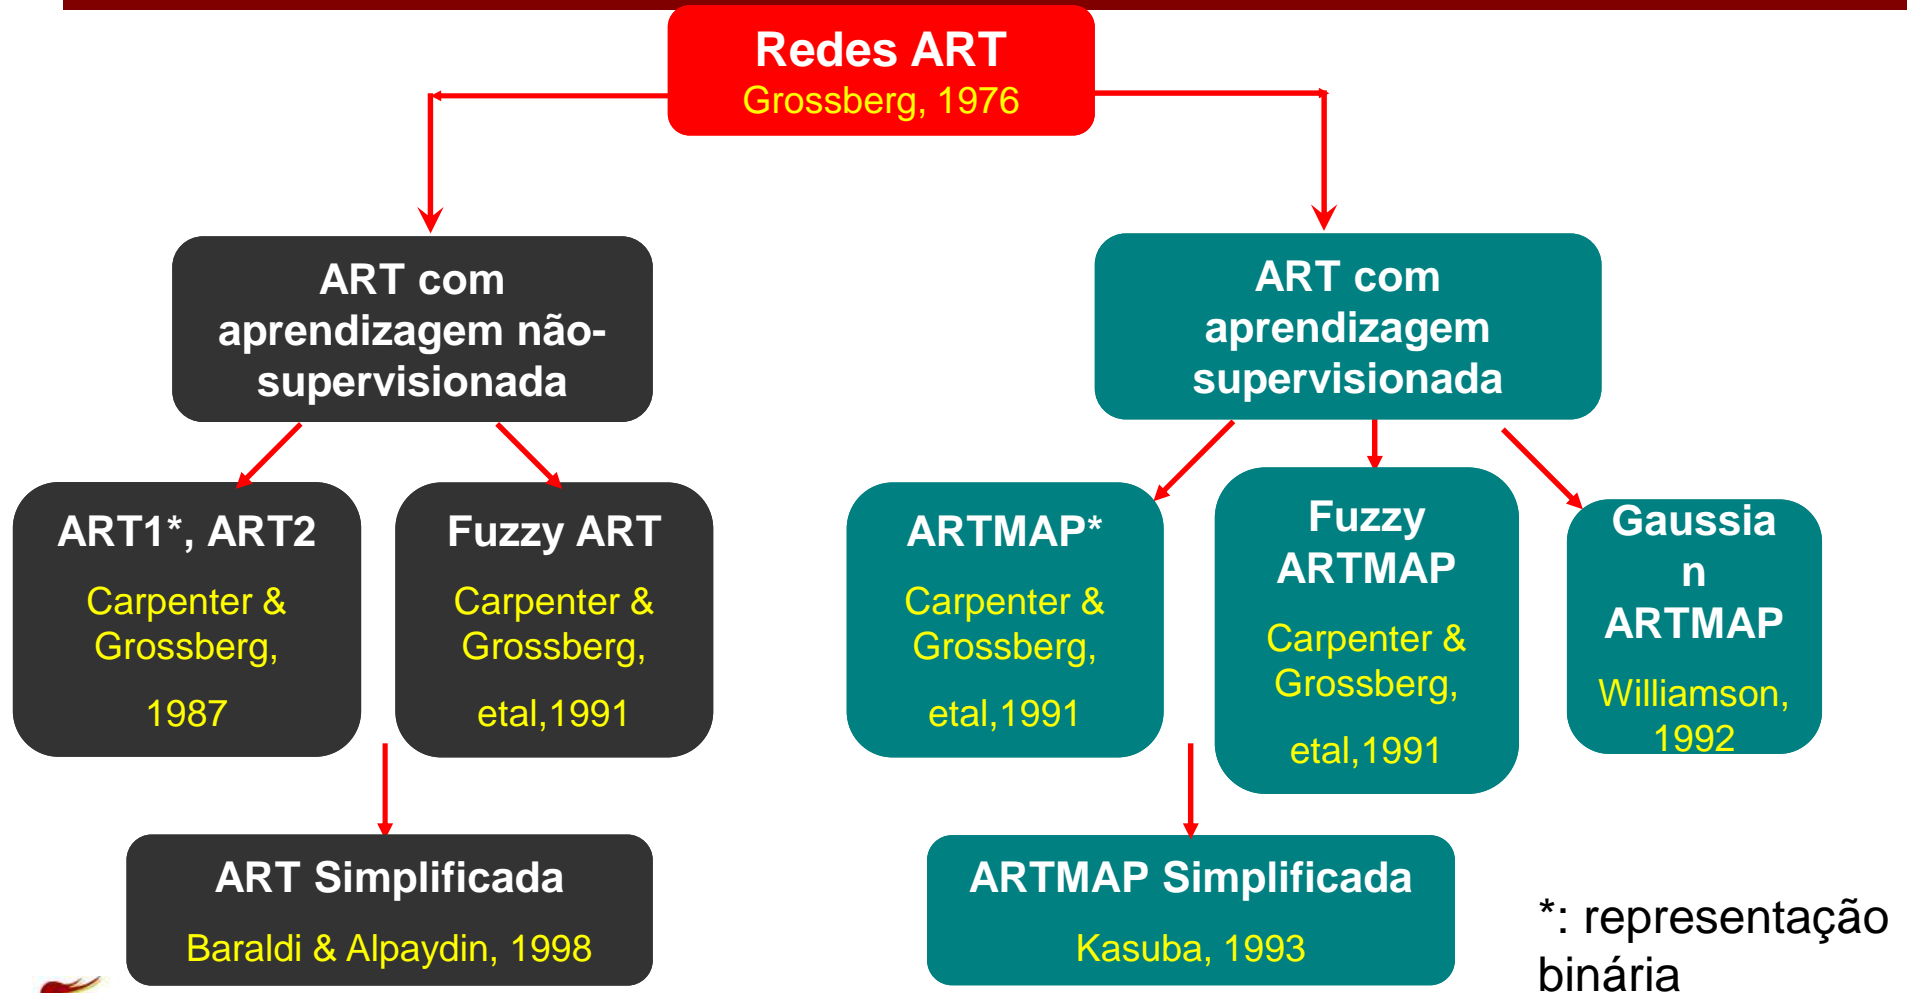 Redes ART
Grossberg, 1976
ART com
aprendizagem não-
supervisionada
ART com
aprendizagem
supervisionada
ART1*, ART2
Carpenter &
Grossberg,
1987
Fuzzy ART
Carpenter &
Grossberg,
etal,1991
ARTMAP*
Carpenter &
Grossberg,
etal,1991
Fuzzy
ARTMAP
Carpenter &
Grossberg,
etal,1991
Gaussia
n
ARTMAP
Williamson,
1992
ART Simplificada
Baraldi & Alpaydin, 1998
ARTMAP Simplificada
Kasuba, 1993
*: representação
binária